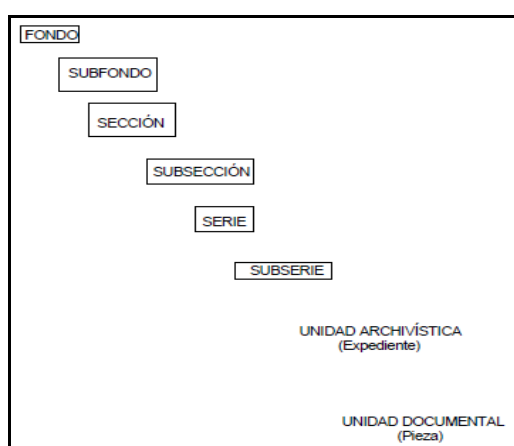 FONDO
SUBFONDO
SECCIÓN
SUBSECCIÓN
SERIE
SUBSERIE
UNIDAD ARCHIVÍSTICA
(Expediente)
UNIDAD DOCUMENTAL
(Pieza)